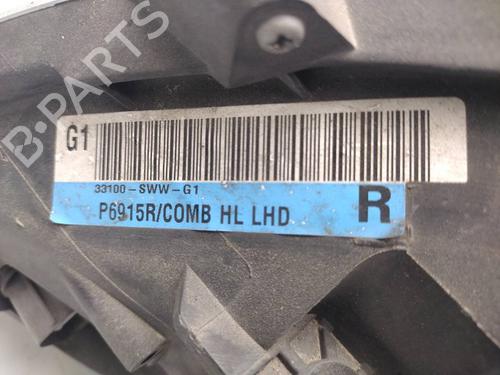 B-PARTS
G1
33100-SWW-G1
P6915R/COMB HL LHD
R